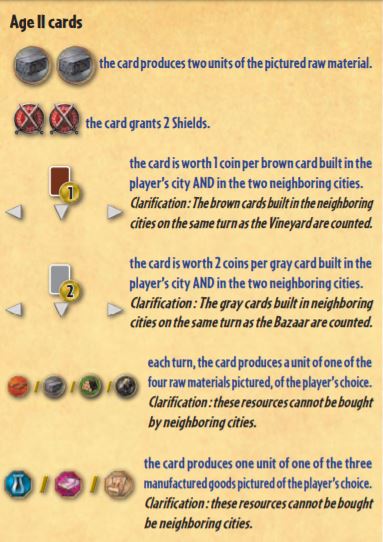 Age II cards
the card produces two units of the pictured raw material.
the card grants 2 Shields.
the card is worth 1 coin per brown card built in the
player's city AND in the two neighboring cities.
1
Clarification : The brown cards built in the neighboring
cities on the same turn as the Vineyard are counted.
the card is worth 2 coins per gray card built in the
player's city AND in the two neighboring cities.
2
Clarification : The gray cards built in neighboring
cities on the same turn as the Bazaar are counted.
each turn, the card produces a unit of one of the
/ / /
four raw materials pictured, of the player's choice.
Clarification : these resources cannot be bought
by neighboring cities.
the card produces one unit of one of the three
/ /
manufactured goods pictured of the player's choice.
Clarification : these resources cannot be bought
be neighboring cities.